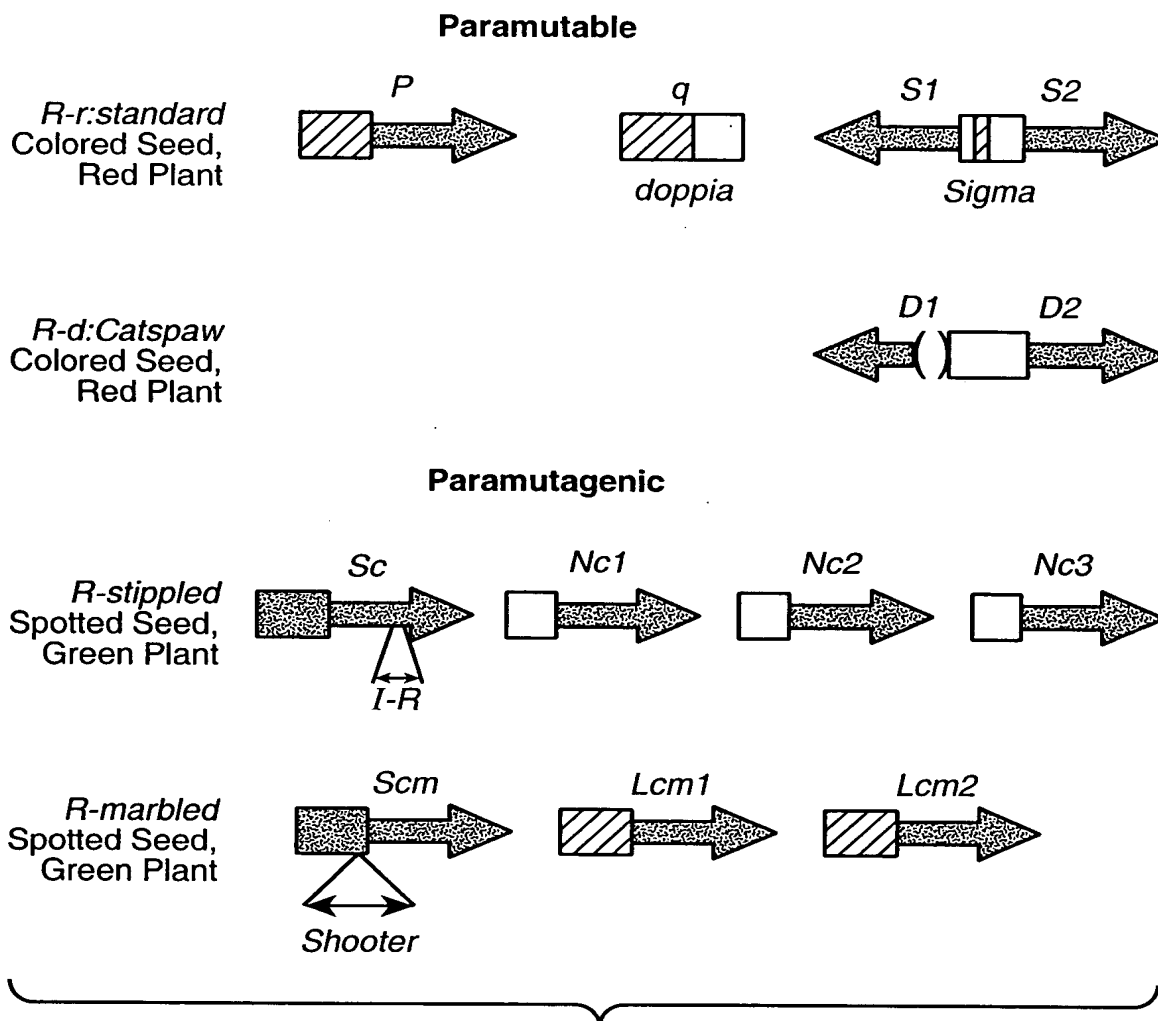 Paramutable
R-r:standard
Colored Seed,
Red Plant
P
q
doppia
S1 S2
Sigma
R-d:Catspaw
Colored Seed,
Red Plant
D1 D2
Paramutagenic
R-stippled
Spotted Seed,
Green Plant
Sc Nc1 Nc2 Nc3
I-R
R-marbled
Spotted Seed,
Green Plant
Scm Lcm1 Lcm2
Shooter